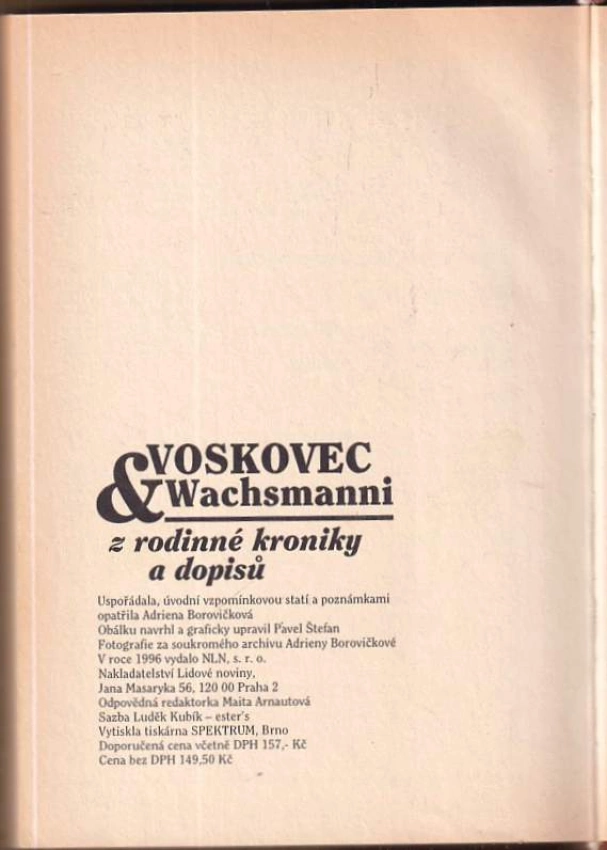 VOSKOVEC
& Wachsmanni
z rodinné kroniky
a dopisů
Uspořádala, úvodní vzpomínkovou statí a poznámkami
opatřila Adriena Borovičková
Obálku navrhl a graficky upravil Pavel Štefan
Fotografie za soukromého archivu Adrieny Borovičkové
V roce 1996 vydalo NLN, s. r. o.
Nakladatelství Lidové noviny,
Jana Masaryka 56, 120 00 Praha 2
Odpovědná redaktorka Maita Arnautová
Sazba Luděk Kubík – ester's
Vytiskla tiskárna SPEKTRUM, Brno
Doporučená cena včetně DPH 157,- Kč
Cena bez DPH 149,50 Kč